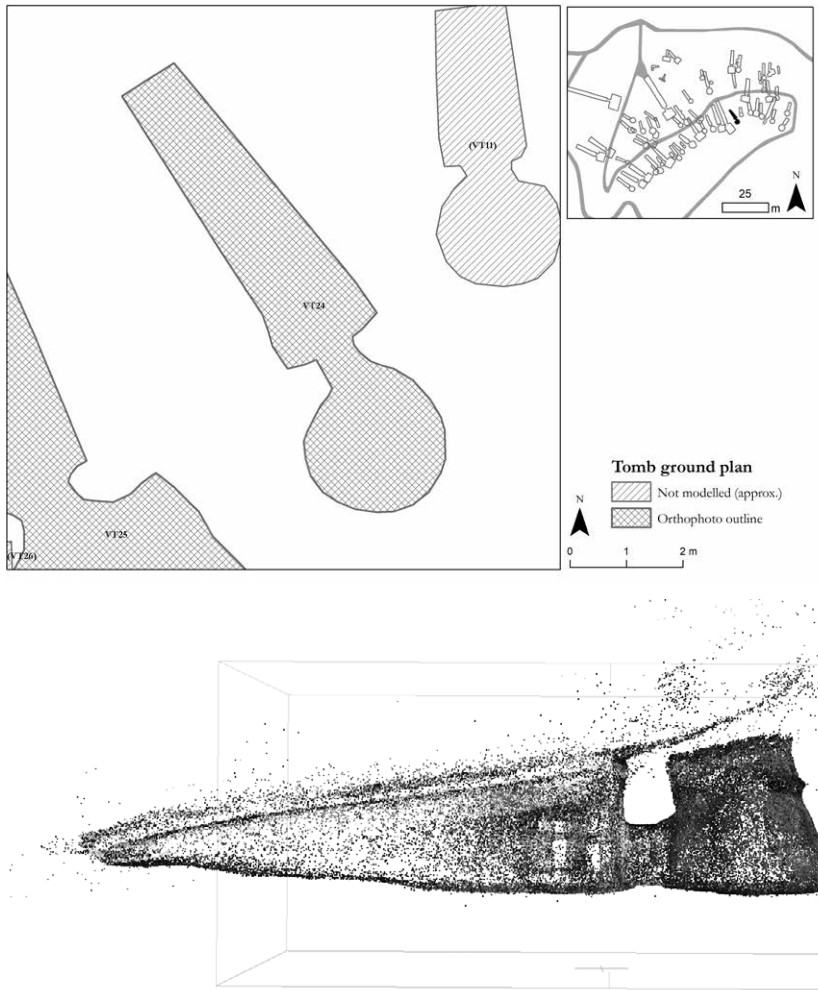 (VT11)
VT24
VT25
(VT26)
N
25
m
Tomb ground plan
Not modelled (approx.)
Orthophoto outline
N
0 1 2 m